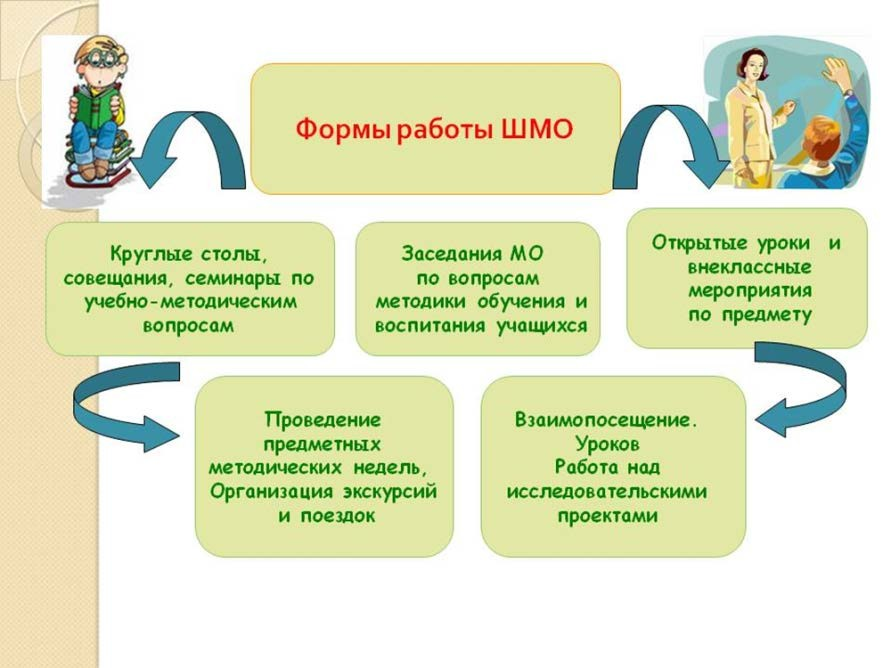 Формы работы ШМО
Круглые столы,
совещания, семинары по
учебно-методическим
вопросам
Заседания МО
по вопросам
методики обучения и
воспитания учащихся
Открытые уроки и
внеклассные
мероприятия
по предмету
Проведение
предметных
методических недель,
Организация экскурсий
и поездок
Взаимопосещение.
Уроков
Работа над
исследовательскими
проектами